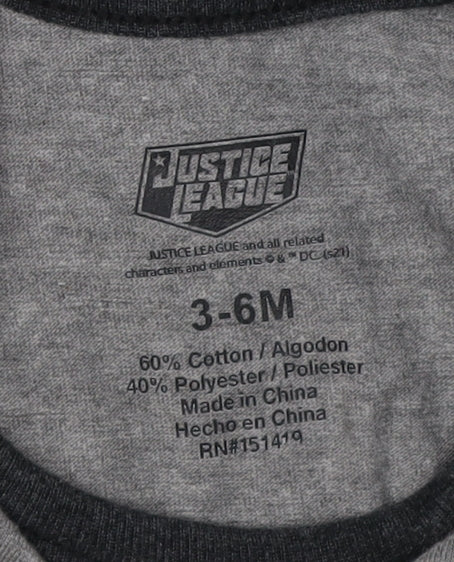 JUSTICE
LEAGUE
JUSTICE LEAGUE and all related
characters and elements © & ™ DC. (s21)
3-6M
60% Cotton / Algodon
40% Polyester / Poliester
Made in China
Hecho en China
RN#151419